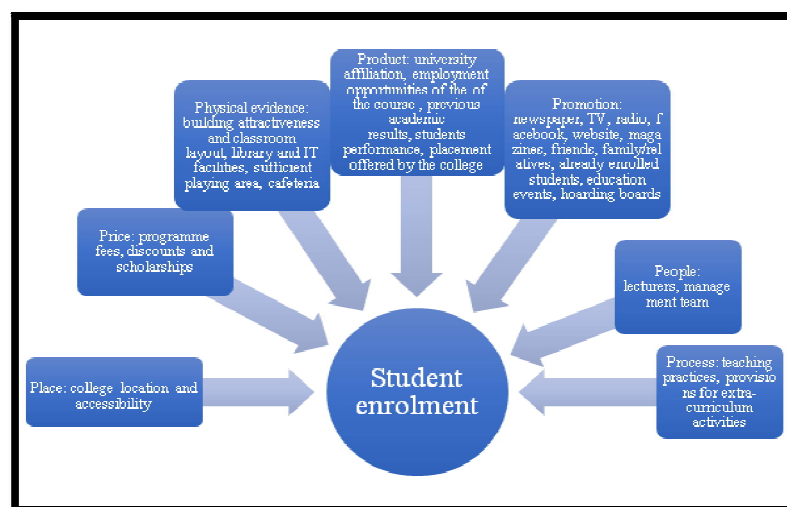 Product: university
affiliation, employment
opportunities of the of
the course , previous
academic
results, students
performance, placement
offered by the college
Physical evidence:
building attractiveness
and classroom
layout, library and IT
facilities, sufficient
playing area, cafeteria
Promotion:
newspaper, TV, radio, f
acebook, website, maga
zines, friends, family/rel
atives, already enrolled
students, education
events, hoarding boards
Price: programme
fees, discounts and
scholarships
People:
lecturers, manage
ment team
Place: college location and
accessibility
Process: teaching
practices, provisio
ns for extra-
curriculum
activities
Student
enrolment